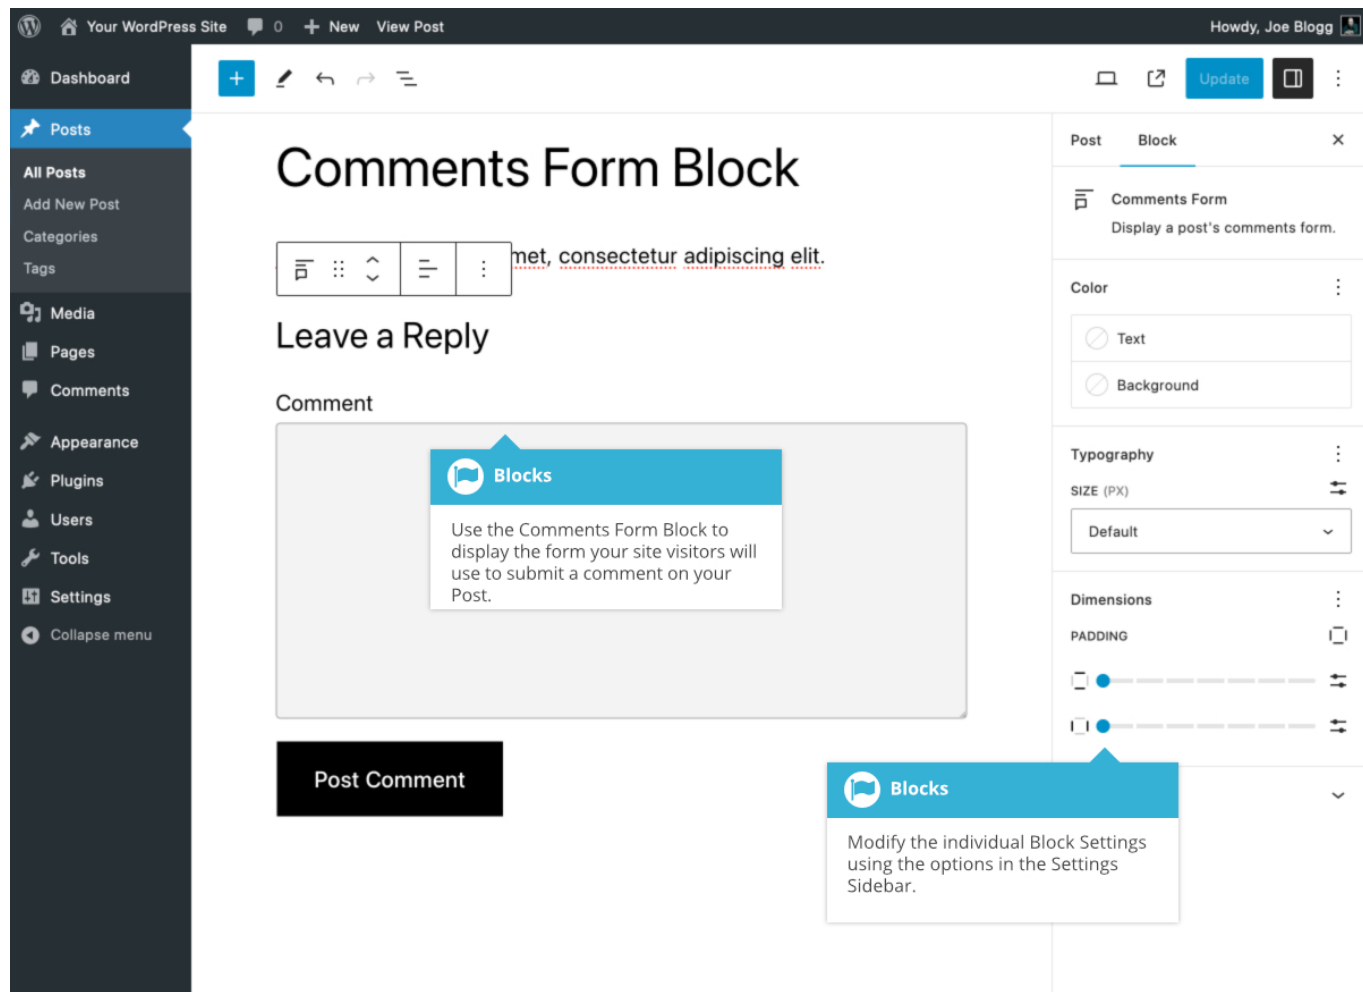 Your WordPress Site 0 New View Post Howdy, Joe Blogg
Dashboard
Posts
All Posts
Add New Post
Categories
Tags
Media
Pages
Comments
Appearance
Plugins
Users
Tools
Settings
Collapse menu
Update
Comments Form Block
met, consectetur adipiscing elit.
Leave a Reply
Comment
Blocks
Use the Comments Form Block to
display the form your site visitors will
use to submit a comment on your
Post.
Post Comment
Post Block
Comments Form
Display a post's comments form.
Color
Text
Background
Typography
SIZE (PX)
Default
Dimensions
PADDING
Blocks
Modify the individual Block Settings
using the options in the Settings
Sidebar.